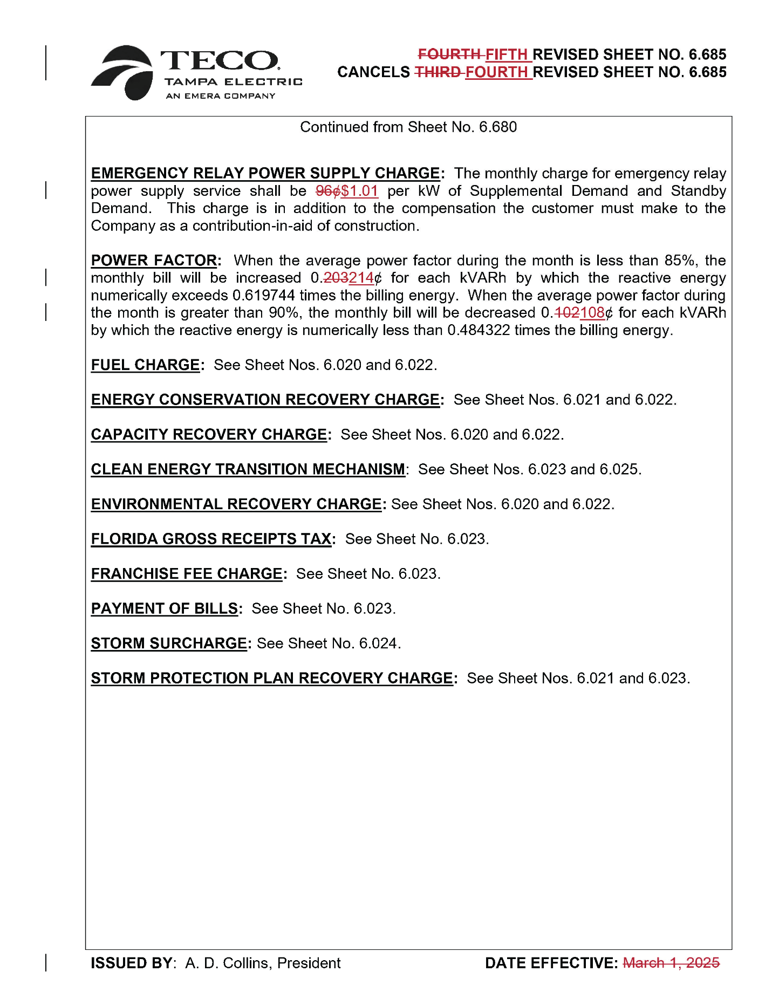 TECO.
TAMPA ELECTRIC
AN EMERA COMPANY
FOURTH FIFTH REVISED SHEET NO. 6.685
CANCELS THIRD FOURTH REVISED SHEET NO. 6.685
Continued from Sheet No. 6.680
EMERGENCY RELAY POWER SUPPLY CHARGE: The monthly charge for emergency relay
power supply service shall be 96¢$1.01 per kW of Supplemental Demand and Standby
Demand. This charge is in addition to the compensation the customer must make to the
Company as a contribution-in-aid of construction.
POWER FACTOR: When the average power factor during the month is less than 85%, the
monthly bill will be increased 0.203214¢ for each kVARh by which the reactive energy
numerically exceeds 0.619744 times the billing energy. When the average power factor during
the month is greater than 90%, the monthly bill will be decreased 0.102108¢ for each kVARh
by which the reactive energy is numerically less than 0.484322 times the billing energy.
FUEL CHARGE: See Sheet Nos. 6.020 and 6.022.
ENERGY CONSERVATION RECOVERY CHARGE: See Sheet Nos. 6.021 and 6.022.
CAPACITY RECOVERY CHARGE: See Sheet Nos. 6.020 and 6.022.
CLEAN ENERGY TRANSITION MECHANISM: See Sheet Nos. 6.023 and 6.025.
ENVIRONMENTAL RECOVERY CHARGE: See Sheet Nos. 6.020 and 6.022.
FLORIDA GROSS RECEIPTS TAX: See Sheet No. 6.023.
FRANCHISE FEE CHARGE: See Sheet No. 6.023.
PAYMENT OF BILLS: See Sheet No. 6.023.
STORM SURCHARGE: See Sheet No. 6.024.
STORM PROTECTION PLAN RECOVERY CHARGE: See Sheet Nos. 6.021 and 6.023.
ISSUED BY: A. D. Collins, President
DATE EFFECTIVE: March 1, 2025